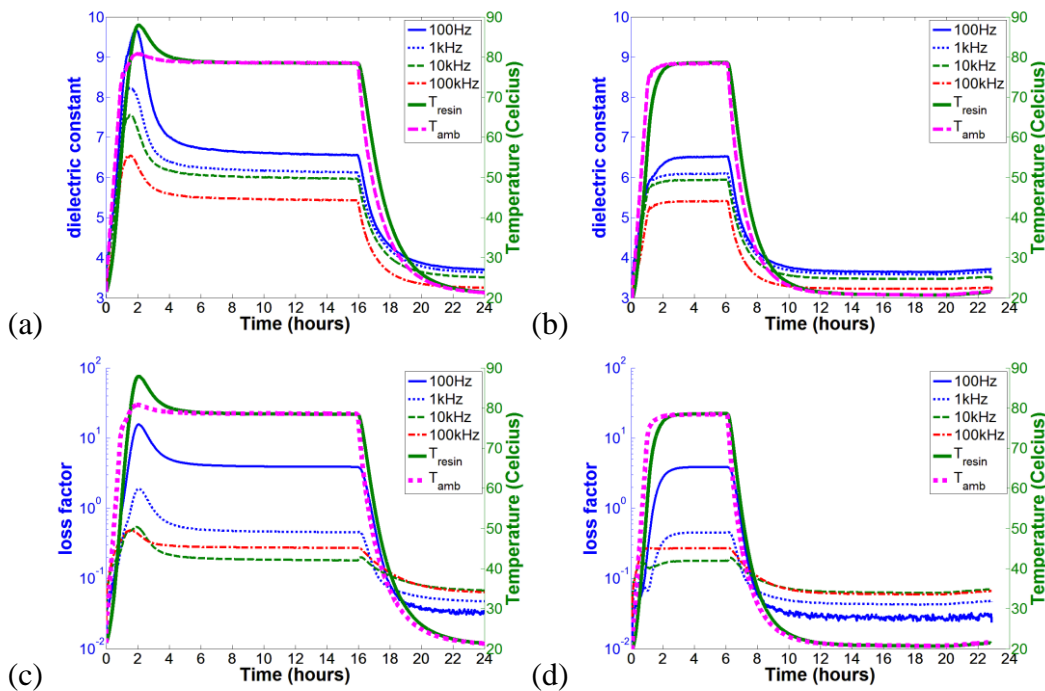 10
9
8
7
6
5
4
3
dielectric constant
0 2 4 6 8 10 12 14 16 18 20 22 24
Time (hours)
90
80
70
60
50
40
30
20
Temperature (Celcius)
100Hz
1kHz
10kHz
100kHz
T_resin
T_amb
(a)
10
9
8
7
6
5
4
3
dielectric constant
0 2 4 6 8 10 12 14 16 18 20 22 24
Time (hours)
90
80
70
60
50
40
30
20
Temperature (Celcius)
100Hz
1kHz
10kHz
100kHz
T_resin
T_amb
(b)
10^2
10^1
10^0
10^-1
10^-2
loss factor
0 2 4 6 8 10 12 14 16 18 20 22 24
Time (hours)
90
80
70
60
50
40
30
20
Temperature (Celcius)
100Hz
1kHz
10kHz
100kHz
T_resin
T_amb
(c)
10^2
10^1
10^0
10^-1
10^-2
loss factor
0 2 4 6 8 10 12 14 16 18 20 22 24
Time (hours)
90
80
70
60
50
40
30
20
Temperature (Celcius)
100Hz
1kHz
10kHz
100kHz
T_resin
T_amb
(d)